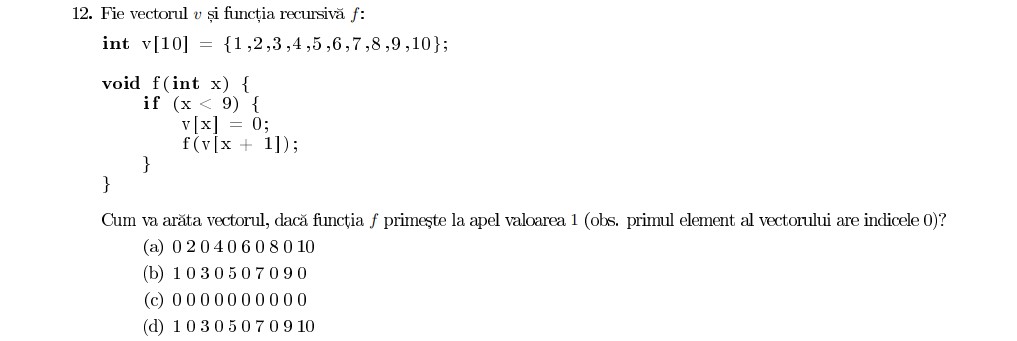 12. Fie vectorul v și funcția recursivă f:
int v[10] = {1,2,3,4,5,6,7,8,9,10};
void f(int x) {
if (x < 9) {
v[x] = 0;
f(v[x + 1]);
}
}
Cum va arăta vectorul, dacă funcția f primește la apel valoarea 1 (obs. primul element al vectorului are indicele 0)?
(a) 0 2 0 4 0 6 0 8 0 10
(b) 1 0 3 0 5 0 7 0 9 0
(c) 0 0 0 0 0 0 0 0 0 0
(d) 1 0 3 0 5 0 7 0 9 10